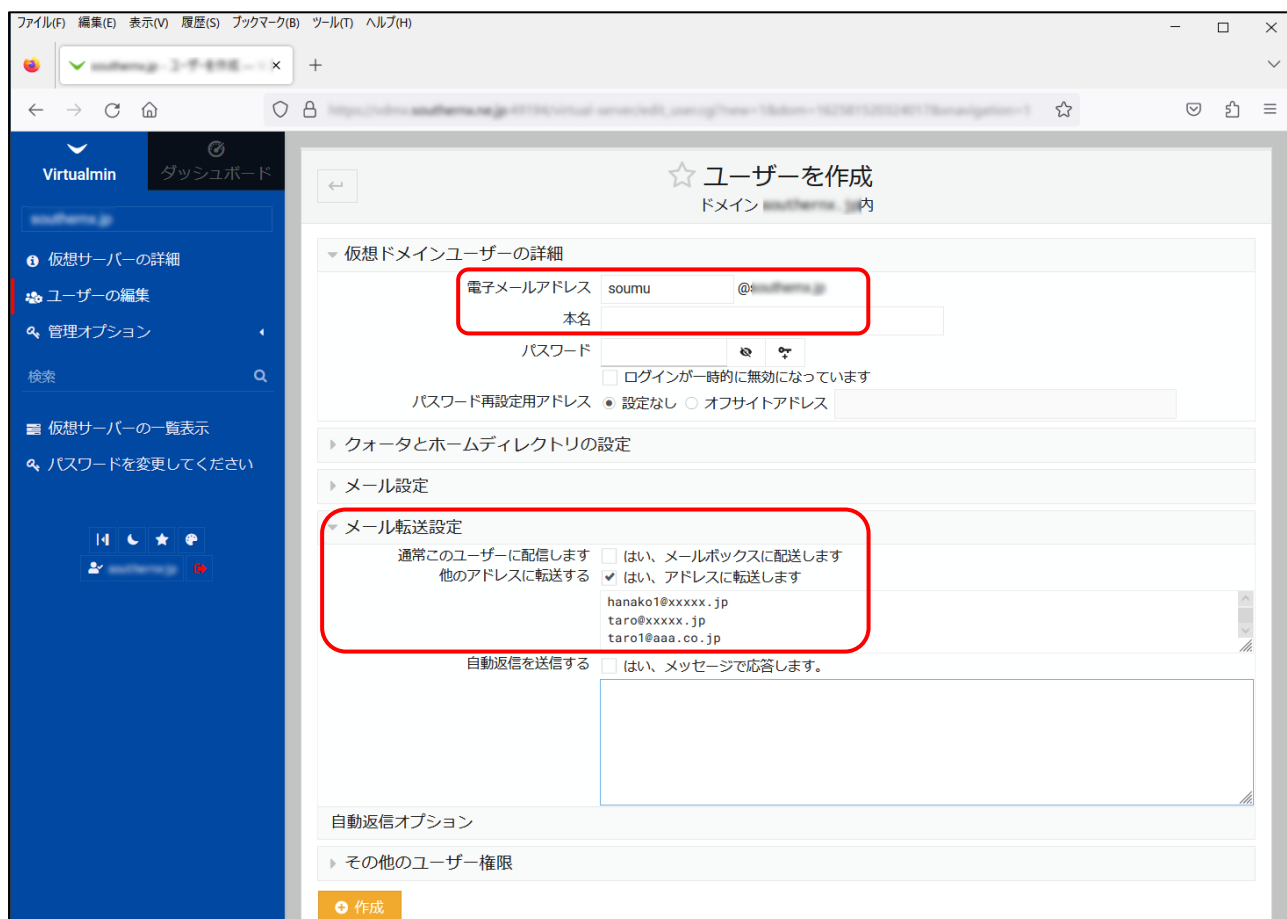 ファイル(F) 編集(E) 表示(V) 履歴(S) ブックマーク(B) ツール(T) ヘルプ(H)
Virtualmin
ダッシュボード
仮想サーバーの詳細
ユーザーの編集
管理オプション
検索
仮想サーバーの一覧表示
パスワードを変更してください
ユーザーを作成
ドメイン 内
仮想ドメインユーザーの詳細
電子メールアドレス soumu @
本名
パスワード
ログインが一時的に無効になっています
パスワード再設定用アドレス 設定なし オフサイトアドレス
クォータとホームディレクトリの設定
メール設定
メール転送設定
通常このユーザーに配信します はい、メールボックスに配送します
他のアドレスに転送する はい、アドレスに転送します
hanako1@xxxxx.jp
taro@xxxxx.jp
taro1@aaa.co.jp
自動返信を送信する はい、メッセージで応答します。
自動返信オプション
その他のユーザー権限
作成